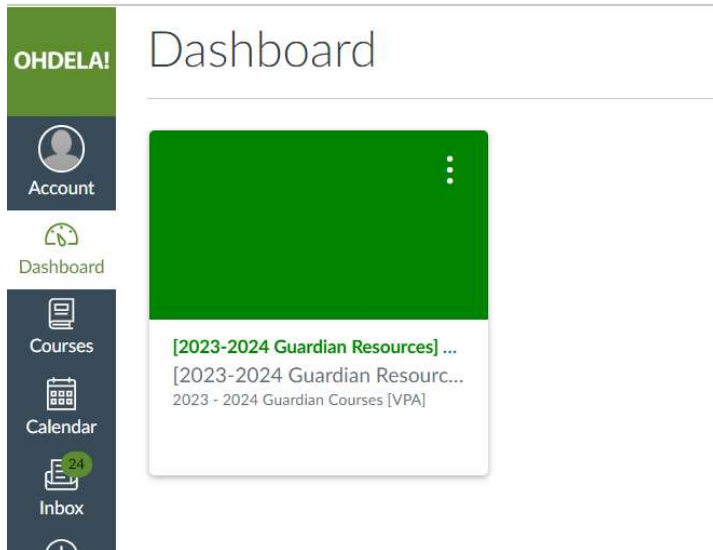 OHDELA!
Dashboard
Account
Dashboard
Courses
Calendar
24
Inbox
[2023-2024 Guardian Resources] ...
[2023-2024 Guardian Resourc...
2023 - 2024 Guardian Courses [VPA]